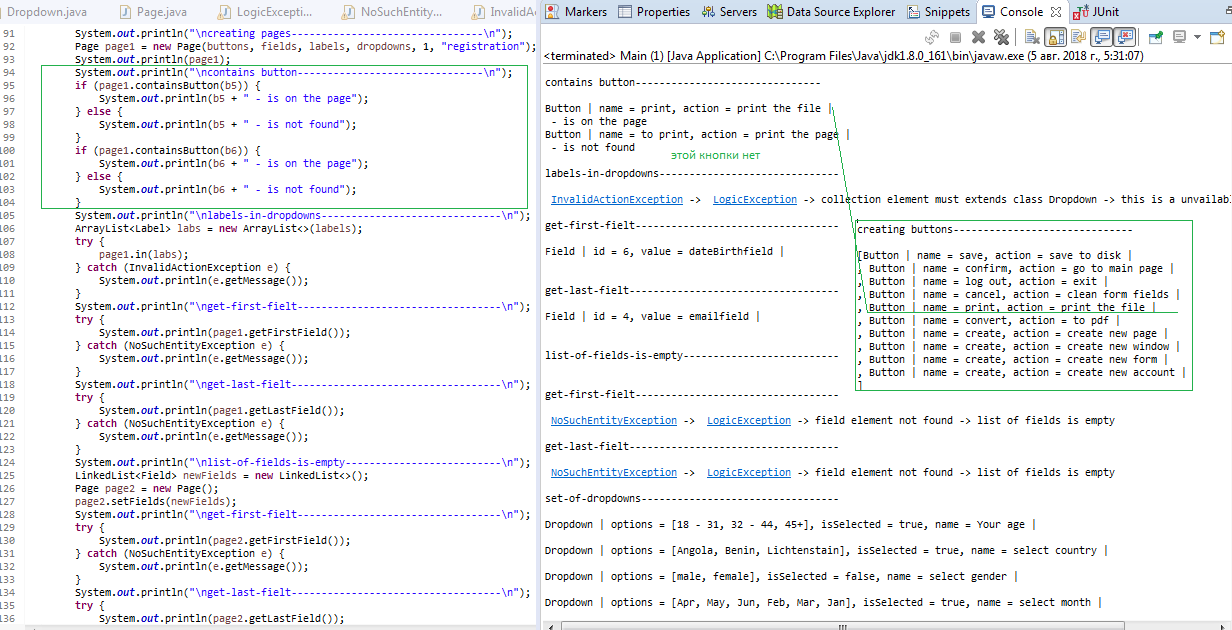 Dropdown.java Page.java LogicExcepti... NoSuchEntity... InvalidA
91 System.out.println("\ncreating pages------------------------------\n");
92 Page page1 = new Page(buttons, fields, labels, dropdowns, 1, "registration");
93 System.out.println(page1);
94 System.out.println("\ncontains button------------------------------\n");
95 if (page1.containsButton(b5)) {
96 System.out.println(b5 + " - is on the page");
97 } else {
98 System.out.println(b5 + " - is not found");
99 }
100 if (page1.containsButton(b6)) {
101 System.out.println(b6 + " - is on the page");
102 } else {
103 System.out.println(b6 + " - is not found");
104 }
105 System.out.println("\nlabels-in-dropdowns------------------------------\n");
106 ArrayList<Label> labs = new ArrayList<>(labels);
107 try {
108 page1.in(labs);
109 } catch (InvalidActionException e) {
110 System.out.println(e.getMessage());
111 }
112 System.out.println("\nget-first-fielt------------------------------\n");
113 try {
114 System.out.println(page1.getFirstField());
115 } catch (NoSuchEntityException e) {
116 System.out.println(e.getMessage());
117 }
118 System.out.println("\nget-last-fielt------------------------------\n");
119 try {
120 System.out.println(page1.getLastField());
121 } catch (NoSuchEntityException e) {
122 System.out.println(e.getMessage());
123 }
124 System.out.println("\nlist-of-fields-is-empty------------------------------\n");
125 LinkedList<Field> newFields = new LinkedList<>();
126 Page page2 = new Page();
127 page2.setFields(newFields);
128 System.out.println("\nget-first-fielt------------------------------\n");
129 try {
130 System.out.println(page2.getFirstField());
131 } catch (NoSuchEntityException e) {
132 System.out.println(e.getMessage());
133 }
134 System.out.println("\nget-last-fielt------------------------------\n");
135 try {
136 System.out.println(page2.getLastField());
Markers Properties Servers Data Source Explorer Snippets Console JUnit
<terminated> Main (1) [Java Application] C:\Program Files\Java\jdk1.8.0_161\bin\javaw.exe (5 авг. 2018 г., 5:31:07)
contains button------------------------------
Button | name = print, action = print the file |
- is on the page
Button | name = to print, action = print the page |
- is not found
этой кнопки нет
labels-in-dropdowns------------------------------
InvalidActionException -> LogicException -> collection element must extends class Dropdown -> this is a unvailab
get-first-fielt------------------------------
Field | id = 6, value = dateBirthfield |
get-last-fielt------------------------------
Field | id = 4, value = emailfield |
list-of-fields-is-empty------------------------------
get-first-fielt------------------------------
NoSuchEntityException -> LogicException -> field element not found -> list of fields is empty
get-last-fielt------------------------------
NoSuchEntityException -> LogicException -> field element not found -> list of fields is empty
set-of-dropdowns------------------------------
Dropdown | options = [18 - 31, 32 - 44, 45+], isSelected = true, name = Your age |
Dropdown | options = [Angola, Benin, Lichtenstain], isSelected = true, name = select country |
Dropdown | options = [male, female], isSelected = false, name = select gender |
Dropdown | options = [Apr, May, Jun, Feb, Mar, Jan], isSelected = true, name = select month |
creating buttons------------------------------
[Button | name = save, action = save to disk |
, Button | name = confirm, action = go to main page |
, Button | name = log out, action = exit |
, Button | name = cancel, action = clean form fields |
, Button | name = print, action = print the file |
, Button | name = convert, action = to pdf |
, Button | name = create, action = create new page |
, Button | name = create, action = create new window |
, Button | name = create, action = create new form |
, Button | name = create, action = create new account |
]